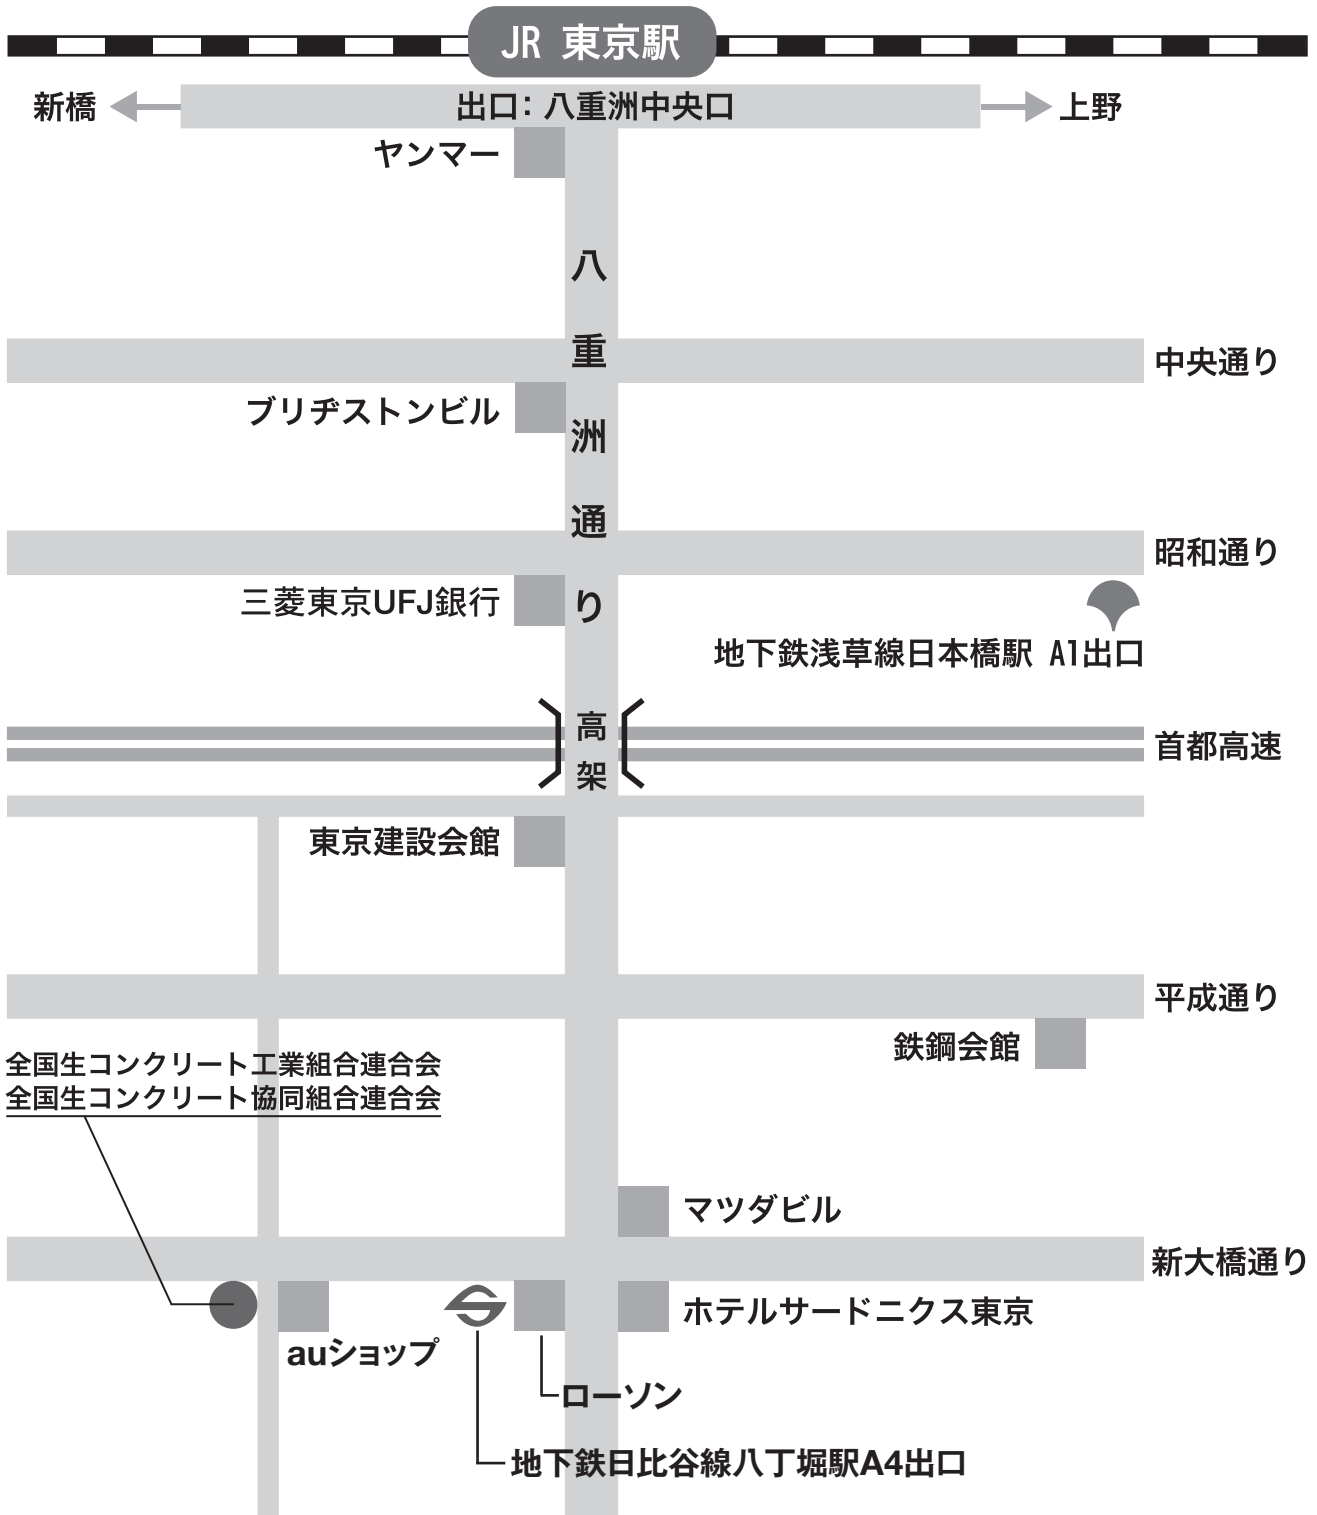 JR 東京駅
新橋
出口：八重洲中央口
上野
ヤンマー
八重洲通り
中央通り
ブリヂストンビル
昭和通り
三菱東京UFJ銀行
地下鉄浅草線日本橋駅 A1出口
高架
首都高速
東京建設会館
平成通り
鉄鋼会館
全国生コンクリート工業組合連合会
全国生コンクリート協同組合連合会
マツダビル
新大橋通り
ホテルサードニクス東京
auショップ
ローソン
地下鉄日比谷線八丁堀駅A4出口